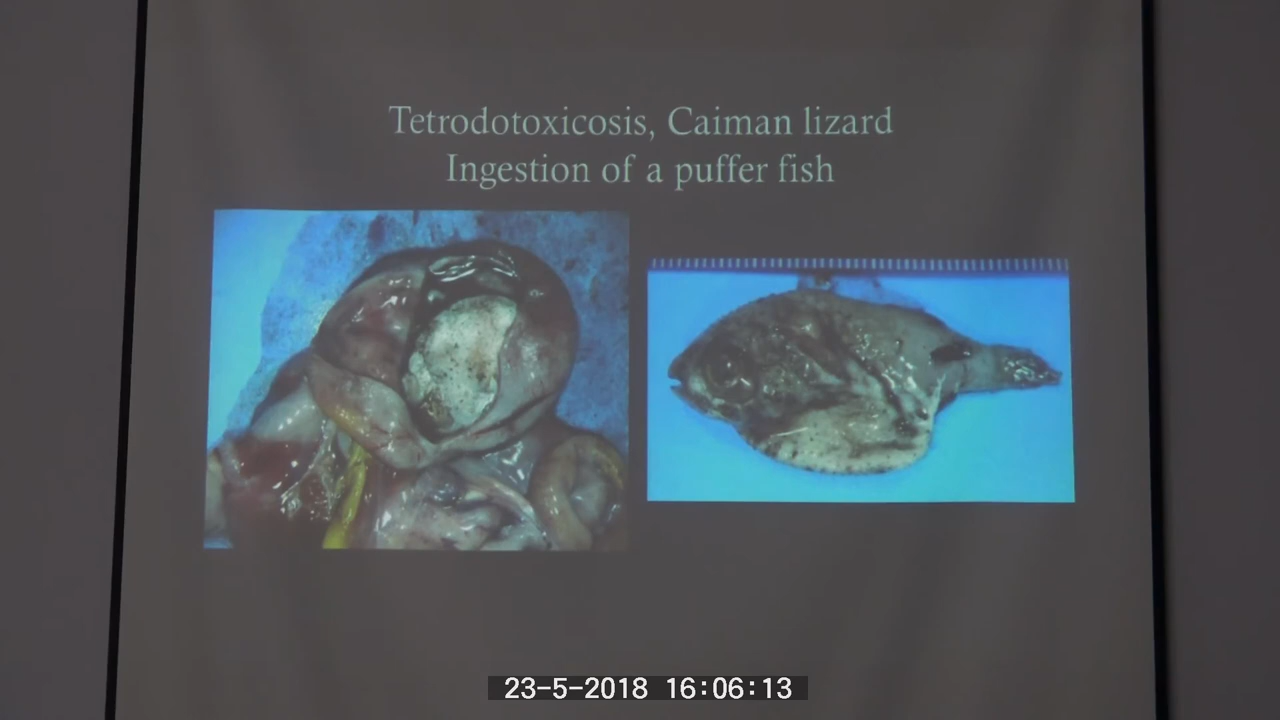 Tetrodotoxicosis, Caiman lizard
Ingestion of a puffer fish
23-5-2018 16:06:13